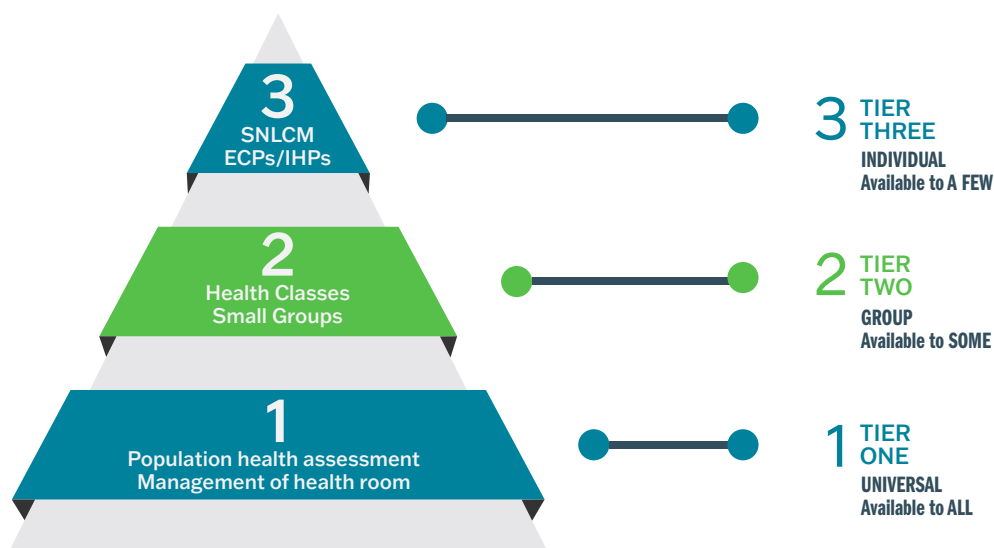 3
SNLCM
ECPs/IHPs
3 TIER
THREE
INDIVIDUAL
Available to A FEW
2
Health Classes
Small Groups
2 TIER
TWO
GROUP
Available to SOME
1
Population health assessment
Management of health room
1 TIER
ONE
UNIVERSAL
Available to ALL